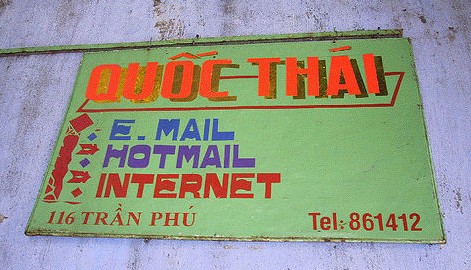 QUỐC THÁI
E. MAIL
HOTMAIL
INTERNET
116 TRẦN PHÚ Tel: 861412